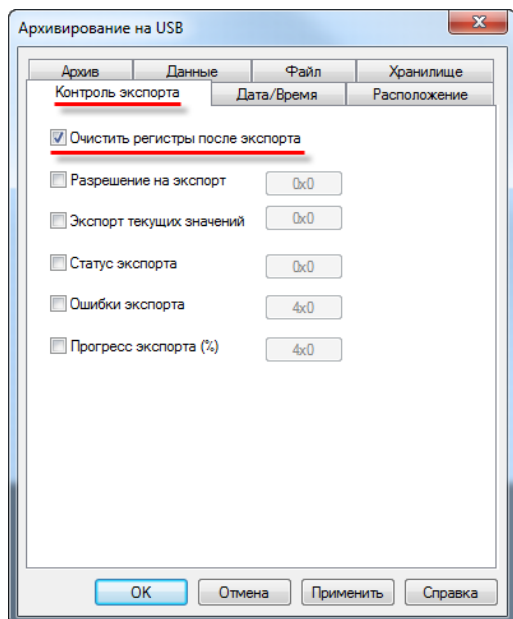 Архивирование на USB
Архив Данные Файл Хранилище
Контроль экспорта Дата/Время Расположение
Очистить регистры после экспорта
Разрешение на экспорт 0x0
Экспорт текущих значений 0x0
Статус экспорта 0x0
Ошибки экспорта 4x0
Прогресс экспорта (%) 4x0
OK Отмена Применить Справка